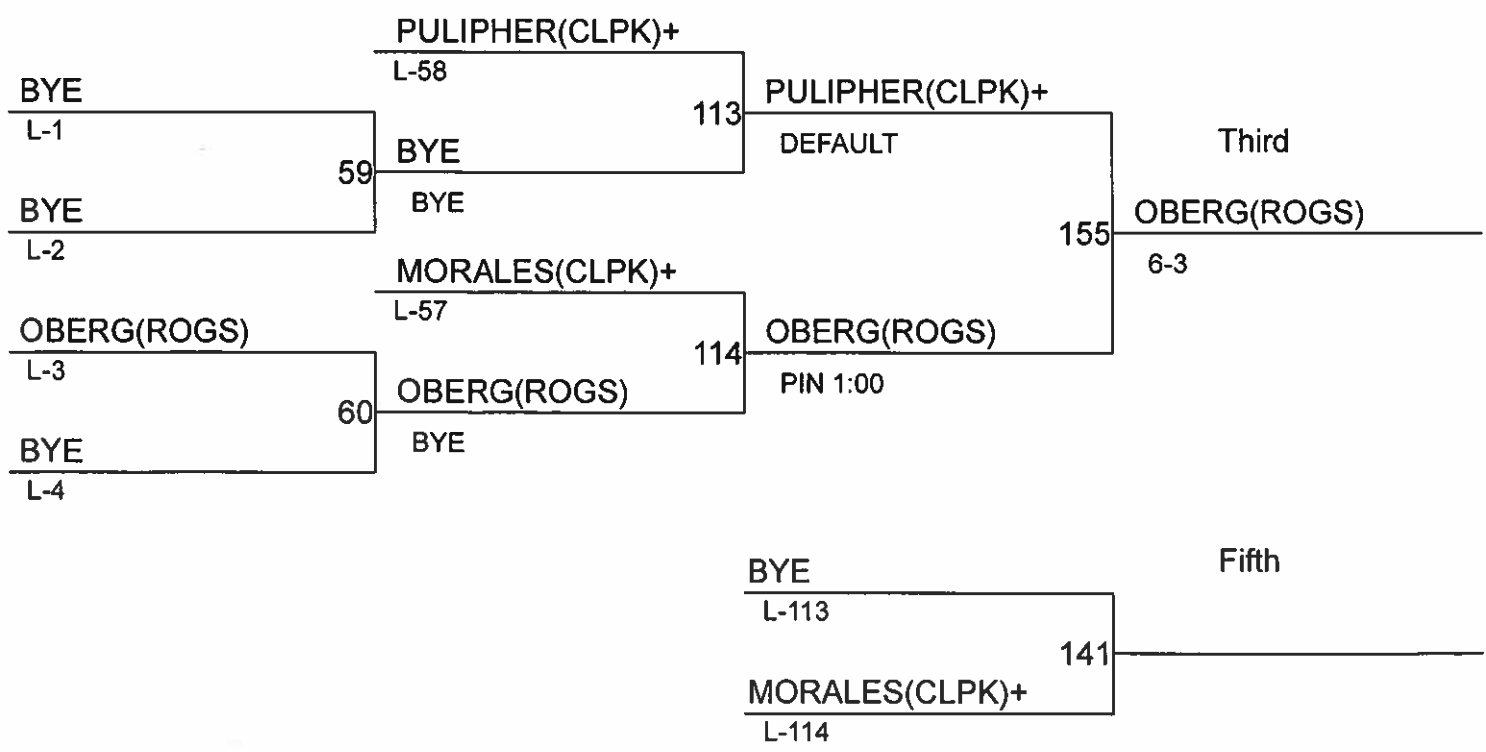 PULIPHER(CLPK)+
L-58
BYE
L-1
113
PULIPHER(CLPK)+
DEFAULT
Third
59
BYE
BYE
BYE
L-2
155
OBERG(ROGS)
6-3
MORALES(CLPK)+
L-57
OBERG(ROGS)
L-3
114
OBERG(ROGS)
PIN 1:00
60
OBERG(ROGS)
BYE
BYE
L-4
Fifth
BYE
L-113
141
MORALES(CLPK)+
L-114